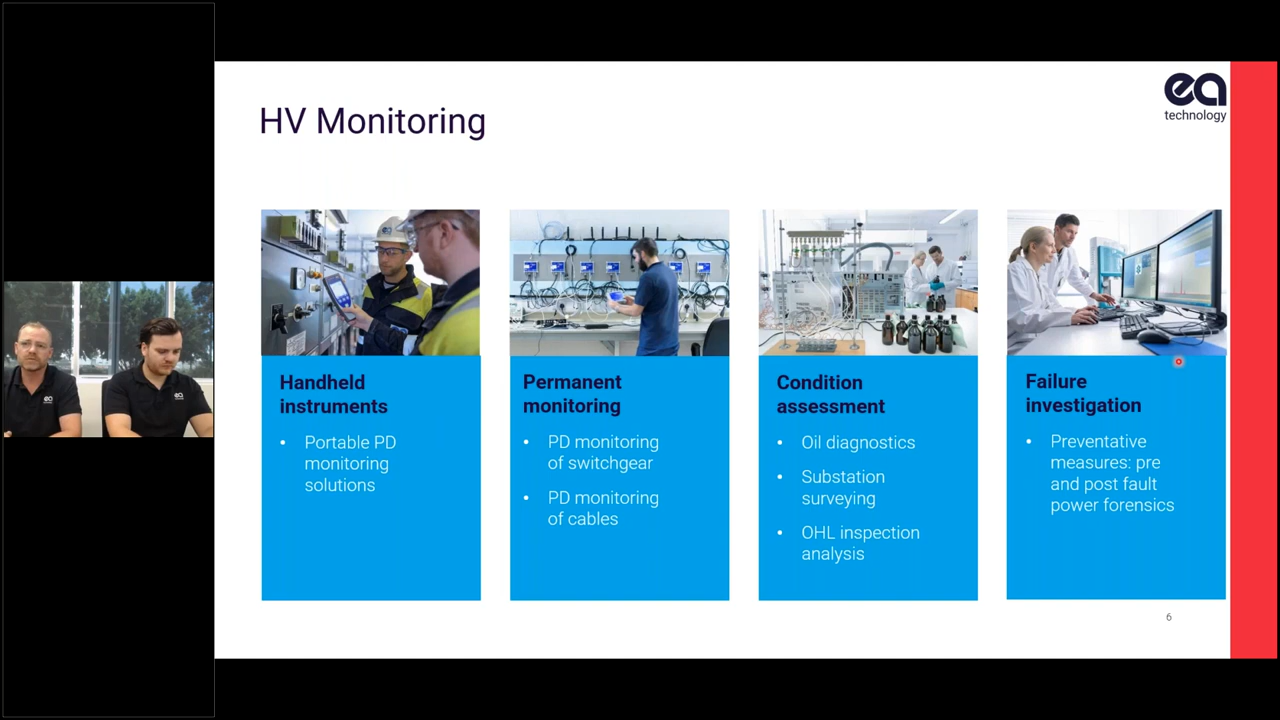 ea
technology
HV Monitoring
Handheld
instruments
• Portable PD
monitoring
solutions
Permanent
monitoring
• PD monitoring
of switchgear
• PD monitoring
of cables
Condition
assessment
• Oil diagnostics
• Substation
surveying
• OHL inspection
analysis
Failure
investigation
• Preventative
measures: pre
and post fault
power forensics
6